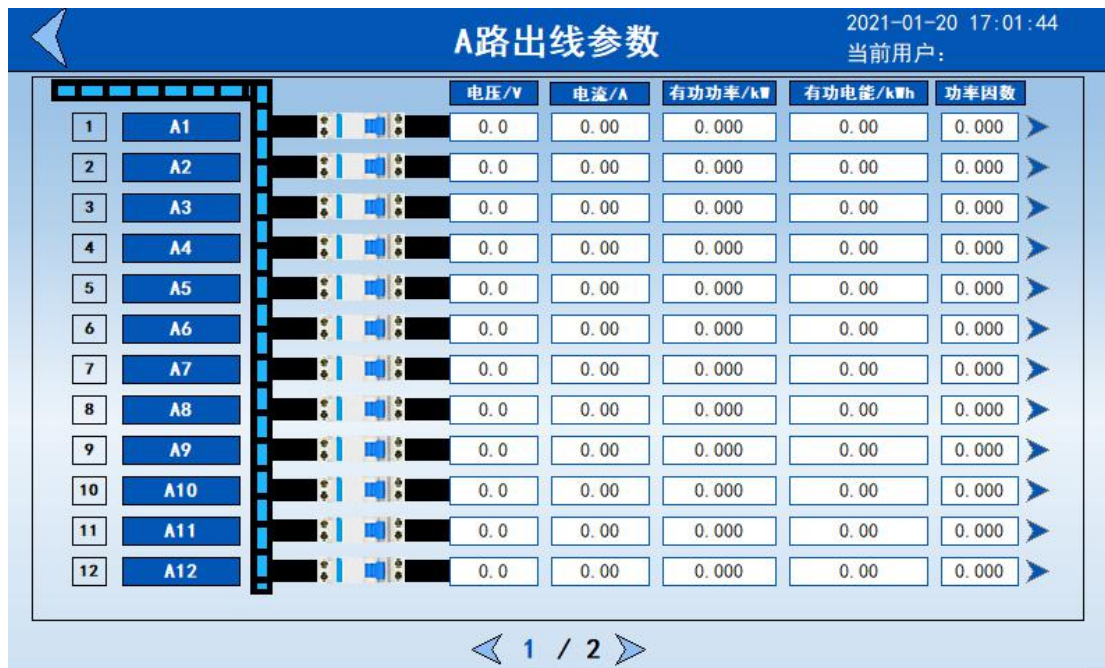 A路出线参数
2021-01-20 17:01:44
当前用户:
电压/V 电流/A 有功功率/kW 有功电能/kWh 功率因数
1 A1 0.0 0.00 0.000 0.00 0.000
2 A2 0.0 0.00 0.000 0.00 0.000
3 A3 0.0 0.00 0.000 0.00 0.000
4 A4 0.0 0.00 0.000 0.00 0.000
5 A5 0.0 0.00 0.000 0.00 0.000
6 A6 0.0 0.00 0.000 0.00 0.000
7 A7 0.0 0.00 0.000 0.00 0.000
8 A8 0.0 0.00 0.000 0.00 0.000
9 A9 0.0 0.00 0.000 0.00 0.000
10 A10 0.0 0.00 0.000 0.00 0.000
11 A11 0.0 0.00 0.000 0.00 0.000
12 A12 0.0 0.00 0.000 0.00 0.000
1 / 2